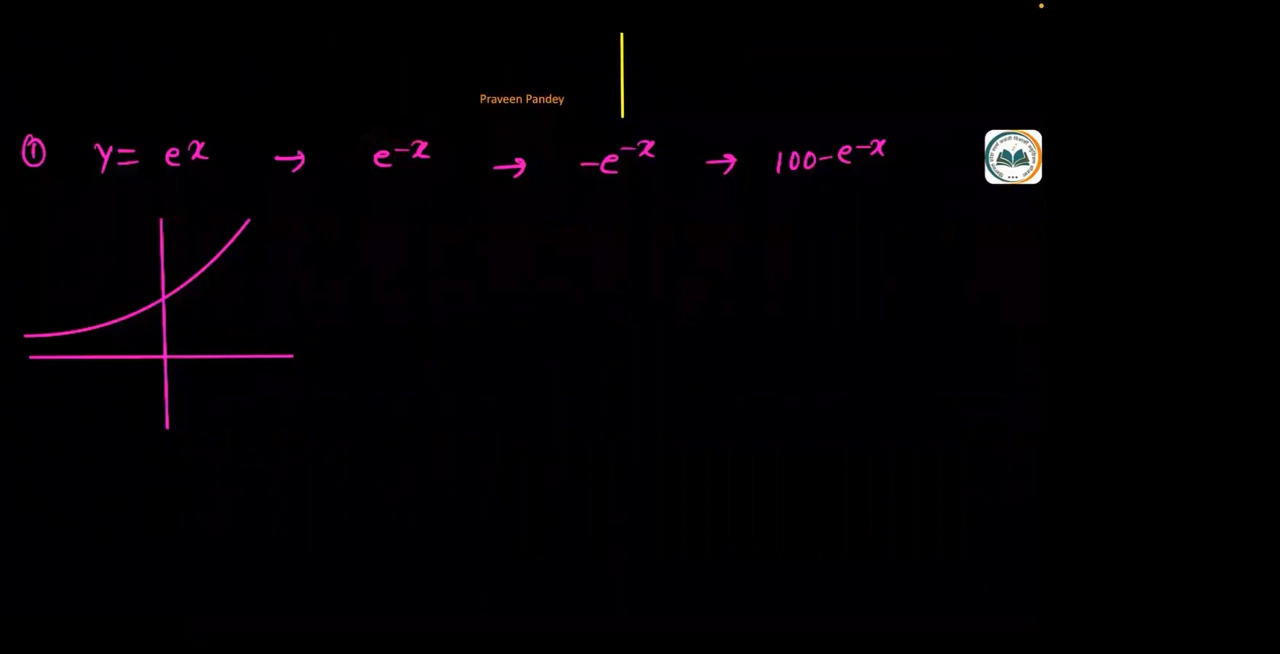 Praveen Pandey
① y = e^x → e^-x → -e^-x → 100-e^-x